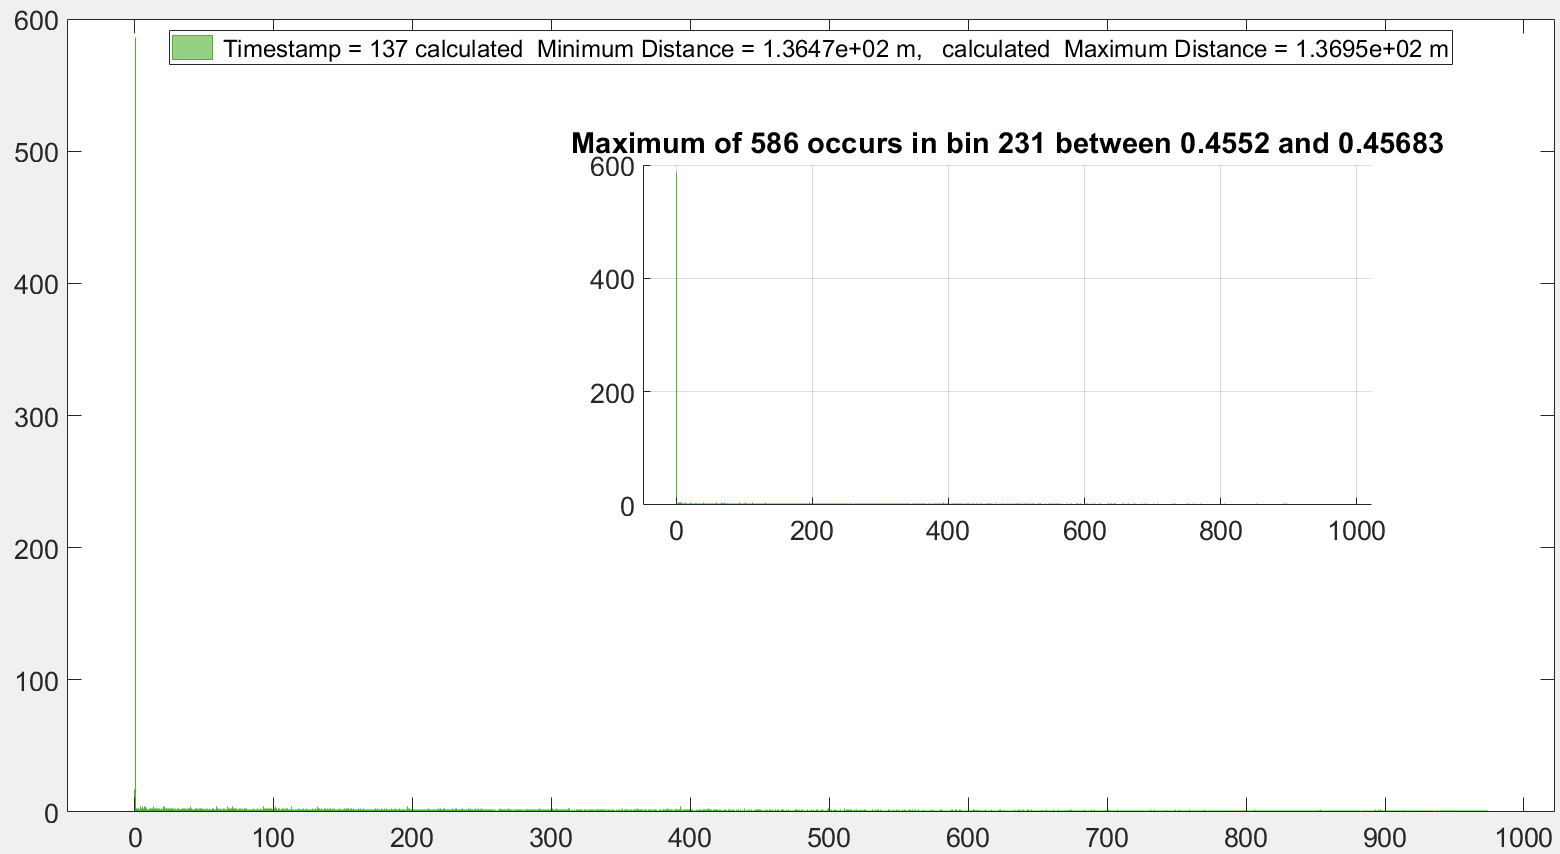 600
Timestamp = 137 calculated  Minimum Distance = 1.3647e+02 m,   calculated  Maximum Distance = 1.3695e+02 m
Maximum of 586 occurs in bin 231 between 0.4552 and 0.45683
500
600
400
400
300
200
0
0 200 400 600 800 1000
200
100
0
0 100 200 300 400 500 600 700 800 900 1000